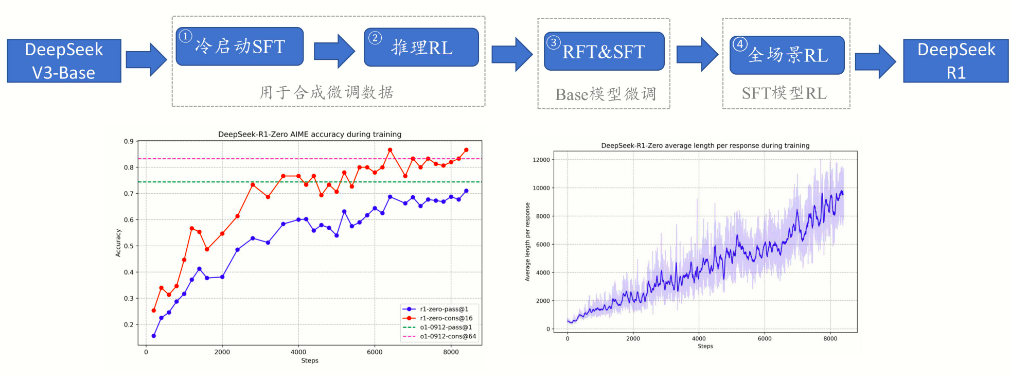 DeepSeek
V3-Base
① 冷启动SFT
② 推理RL
用于合成微调数据
③ RFT&SFT
Base模型微调
④ 全场景RL
SFT模型RL
DeepSeek
R1
DeepSeek-R1-Zero AIME accuracy during training
Accuracy
0.9
0.8
0.7
0.6
0.5
0.4
0.3
0.2
r1-zero-pass@1
r1-zero-cons@16
o1-0912-pass@1
o1-0912-cons@64
0 2000 4000 6000 8000
Steps
DeepSeek-R1-Zero average length per response during training
Average length per response
12000
10000
8000
6000
4000
2000
0
0 2000 4000 6000 8000
Steps